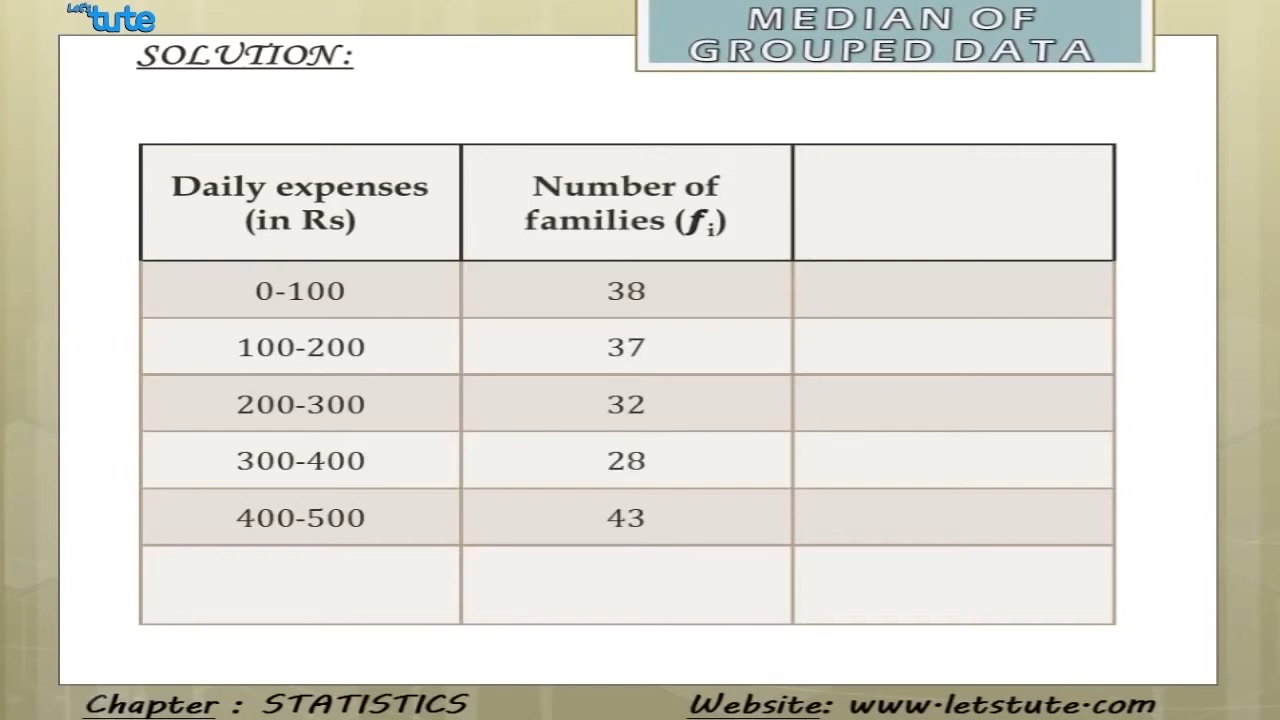 Let's
tute
MEDIAN OF
GROUPED DATA
SOLUTION:
Daily expenses
(in Rs)
Number of
families (fi)
0-100 38
100-200 37
200-300 32
300-400 28
400-500 43
Chapter : STATISTICS
Website: www.letstute.com